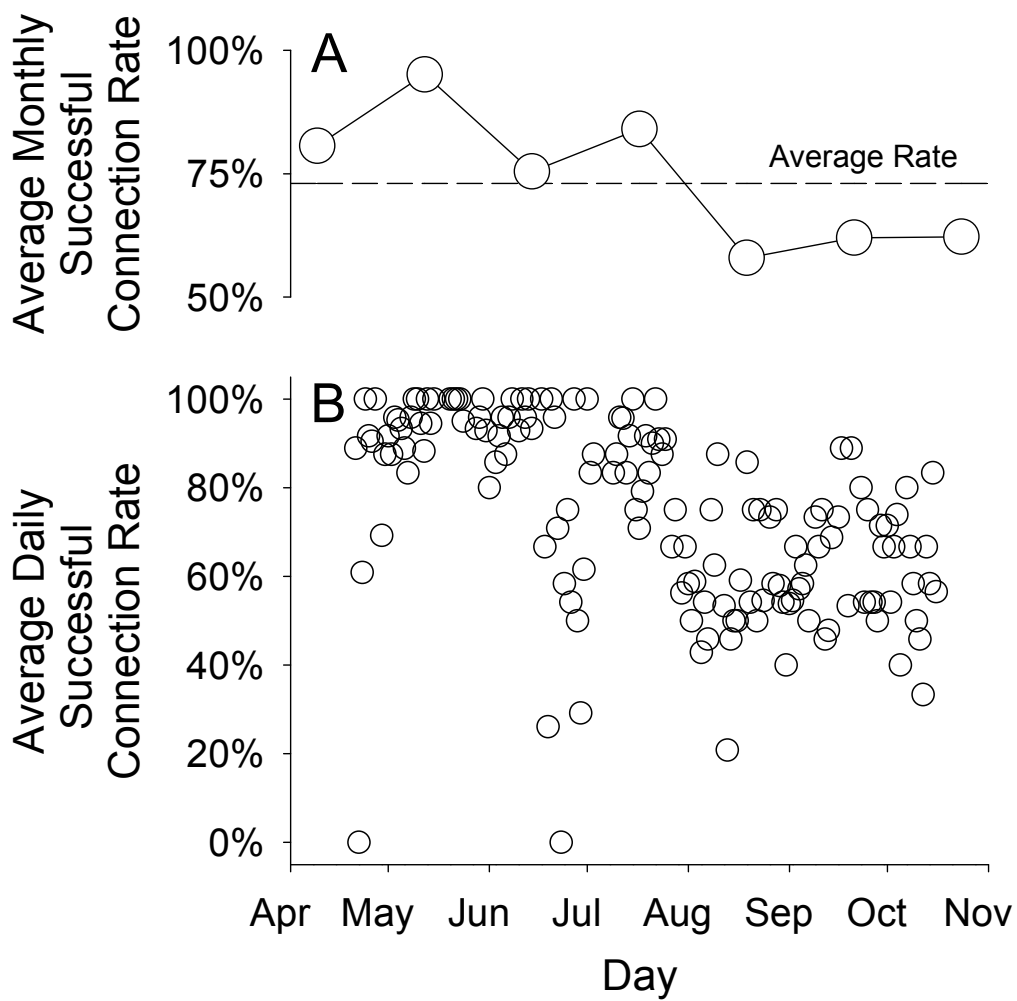 Average Monthly
Successful
Connection Rate
100%
75%
50%
A
Average Rate
Average Daily
Successful
Connection Rate
100%
80%
60%
40%
20%
0%
B
Apr May Jun Jul Aug Sep Oct Nov
Day